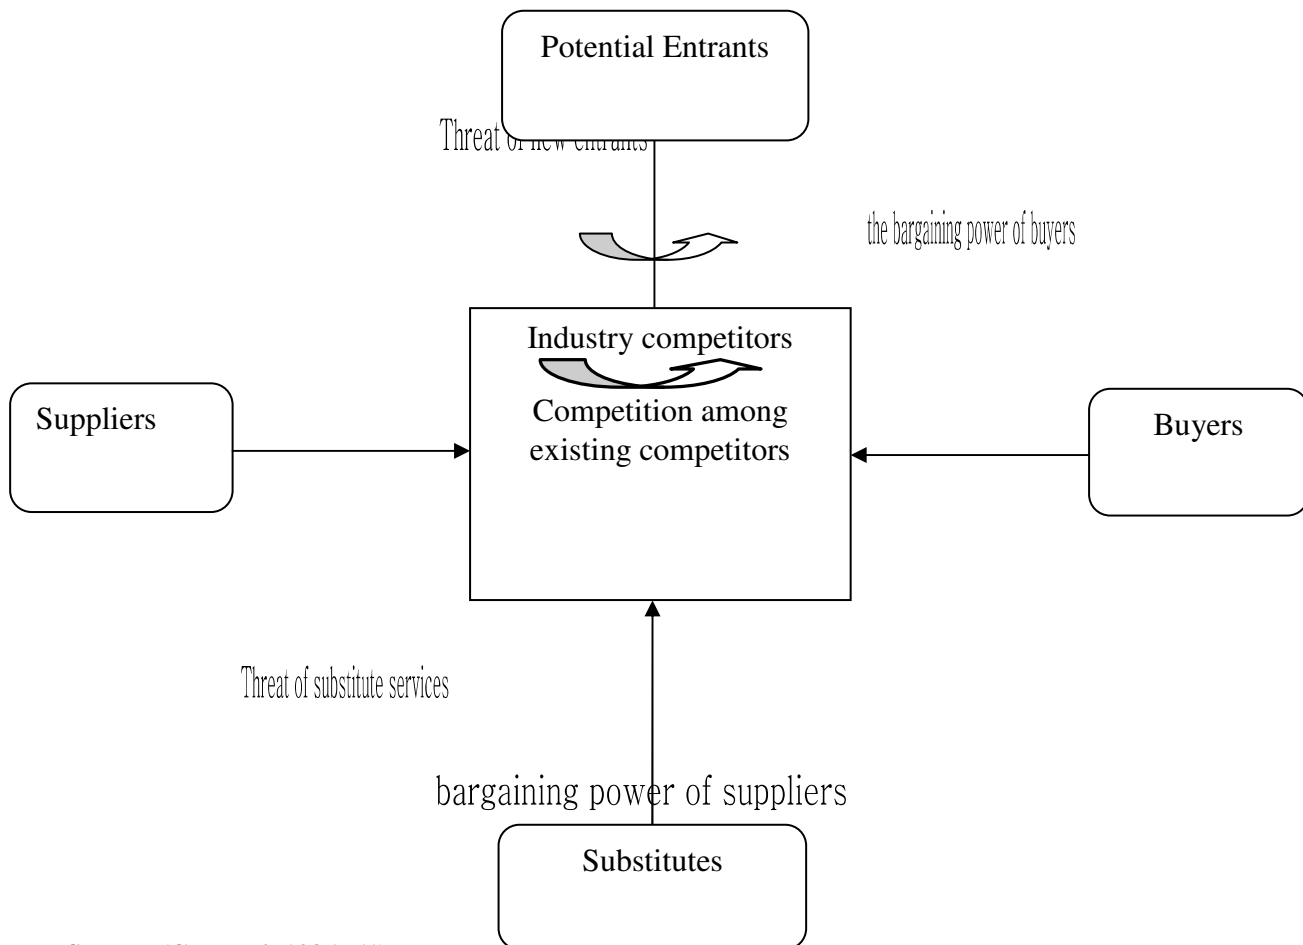 Potential Entrants
Threat of new entrants
the bargaining power of buyers
Industry competitors
Competition among
existing competitors
Suppliers
Buyers
Threat of substitute services
bargaining power of suppliers
Substitutes